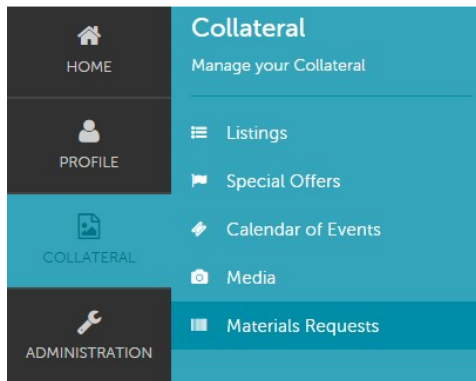 HOME
PROFILE
COLLATERAL
ADMINISTRATION
Collateral
Manage your Collateral
Listings
Special Offers
Calendar of Events
Media
Materials Requests